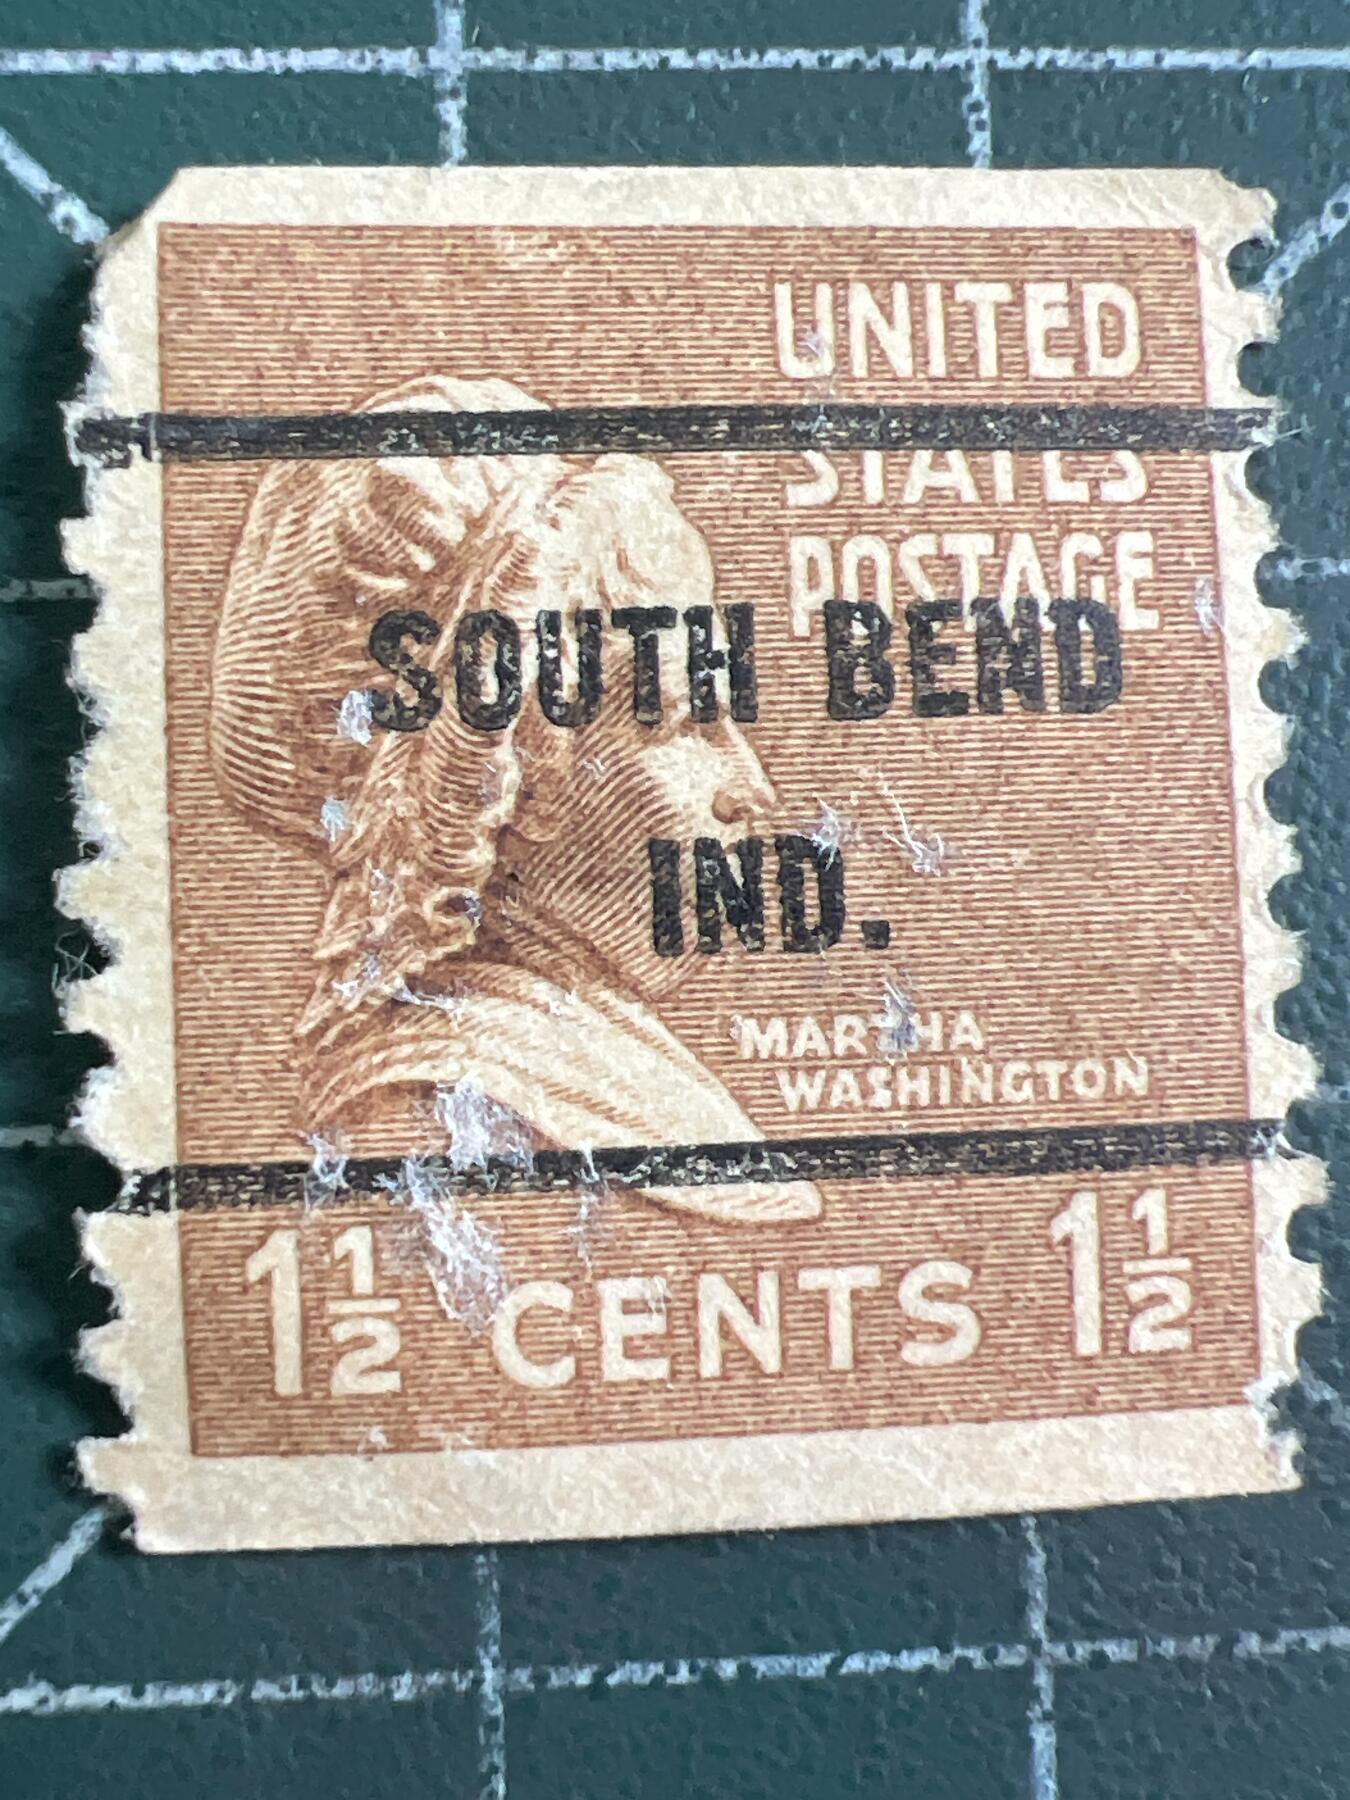 UNITED
STATES
POSTAGE
SOUTH BEND
IND.
MARTHA
WASHINGTON
1½ CENTS 1½